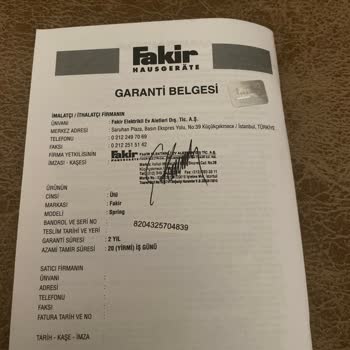 Fakir
HAUSGERÄTE
GARANTİ BELGESİ
İMALATÇI / İTHALATÇI FİRMANIN
ÜNVANI : Fakir Elektrikli Ev Aletleri Dış. Tic. A.Ş.
MERKEZ ADRESİ : Saruhan Plaza, Basın Ekspres Yolu, No:39 Küçükçekmece / İstanbul, TÜRKİYE
TELEFONU : 0 212 249 70 69
FAKSI : 0 212 251 51 42
FİRMA YETKİLİSİNİN
İMZASI - KAŞESİ : Fakir
ÜRÜNÜN
CİNSİ : Ütü
MARKASI : Fakir
MODELİ : Spring
BANDROL VE SERİ NO : 8204325704839
TESLİM TARİHİ VE YERİ :
GARANTİ SÜRESİ : 2 YIL
AZAMİ TAMİR SÜRESİ : 20 (YİRMİ) İŞ GÜNÜ
SATICI FİRMANIN
ÜNVANI :
ADRESİ :
TELEFONU :
FAKSI :
FATURA TARİH VE NO :
TARİH - KAŞE - İMZA